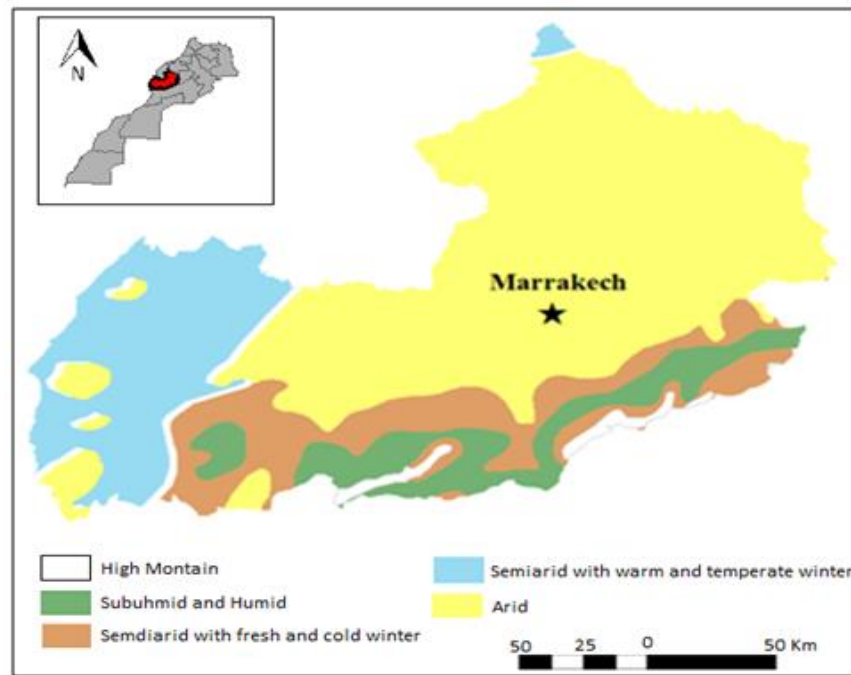 N
Marrakech
High Montain
Subuhmid and Humid
Semdiarid with fresh and cold winter
Semiarid with warm and temperate winter
Arid
50 25 0 50 Km